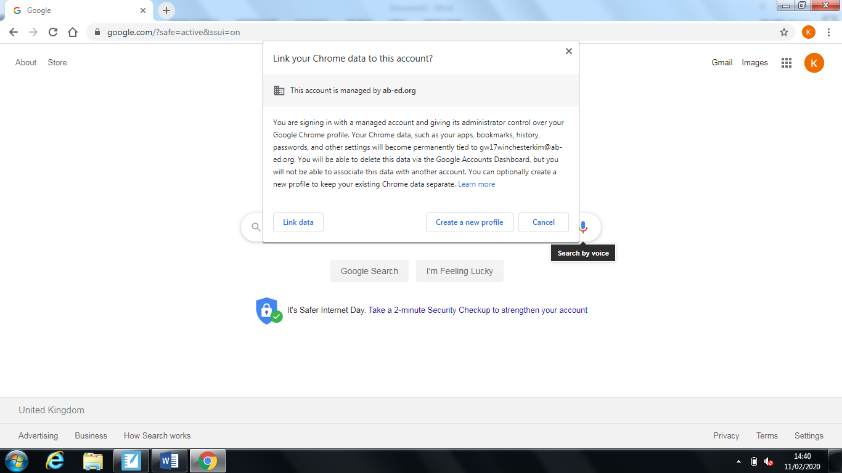 Google
google.com/?safe=active&ssui=on
K
About Store
Gmail Images
K
Link your Chrome data to this account?
This account is managed by ab-ed.org
You are signing in with a managed account and giving its administrator control over your
Google Chrome profile. Your Chrome data, such as your apps, bookmarks, history,
passwords, and other settings will become permanently tied to gw17winchesterkim@ab-
ed.org. You will be able to delete this data via the Google Accounts Dashboard, but you
will not be able to associate this data with another account. You can optionally create a
new profile to keep your existing Chrome data separate. Learn more
Link data Create a new profile Cancel
Search by voice
Google Search I'm Feeling Lucky
It's Safer Internet Day. Take a 2-minute Security Checkup to strengthen your account
United Kingdom
Advertising Business How Search works Privacy Terms Settings
14:40
11/02/2020